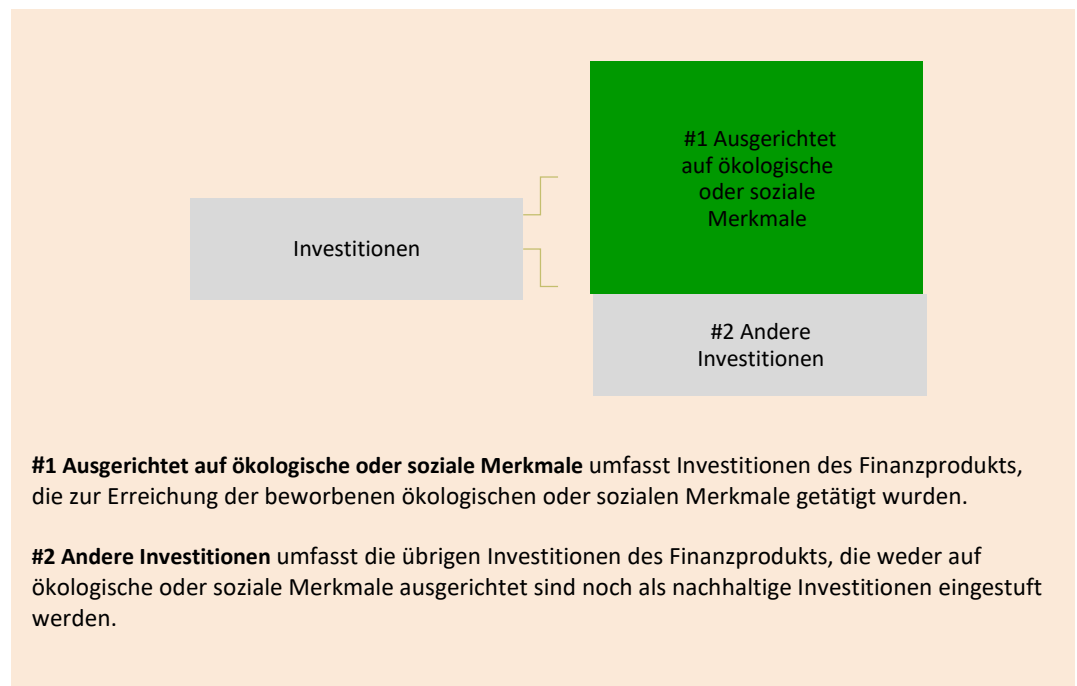 #1 Ausgerichtet
auf ökologische
oder soziale
Merkmale
Investitionen
#2 Andere
Investitionen
#1 Ausgerichtet auf ökologische oder soziale Merkmale umfasst Investitionen des Finanzprodukts,
die zur Erreichung der beworbenen ökologischen oder sozialen Merkmale getätigt wurden.
#2 Andere Investitionen umfasst die übrigen Investitionen des Finanzprodukts, die weder auf
ökologische oder soziale Merkmale ausgerichtet sind noch als nachhaltige Investitionen eingestuft
werden.